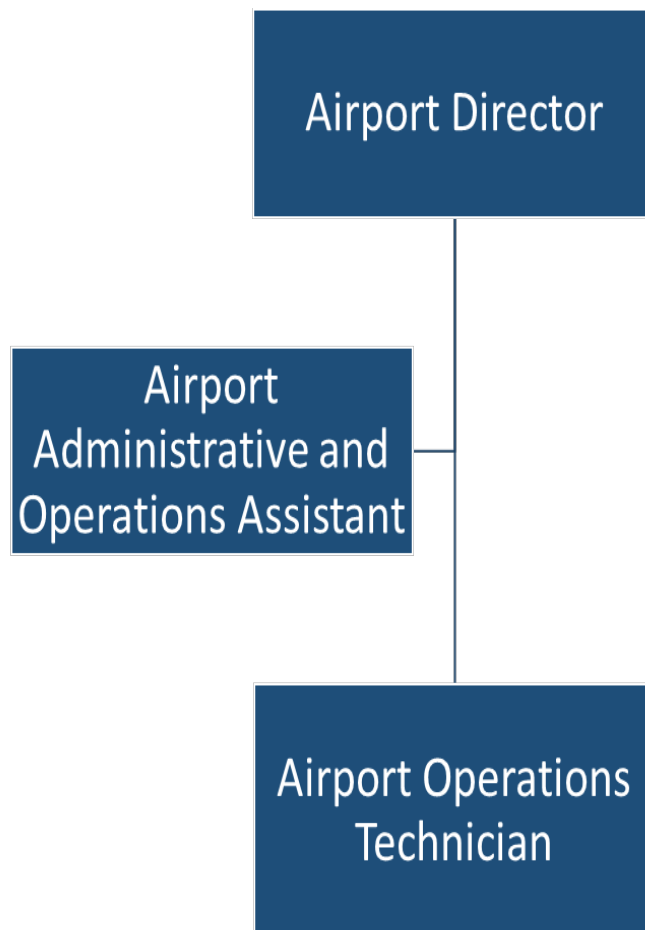 Airport Director
Airport
Administrative and
Operations Assistant
Airport Operations
Technician